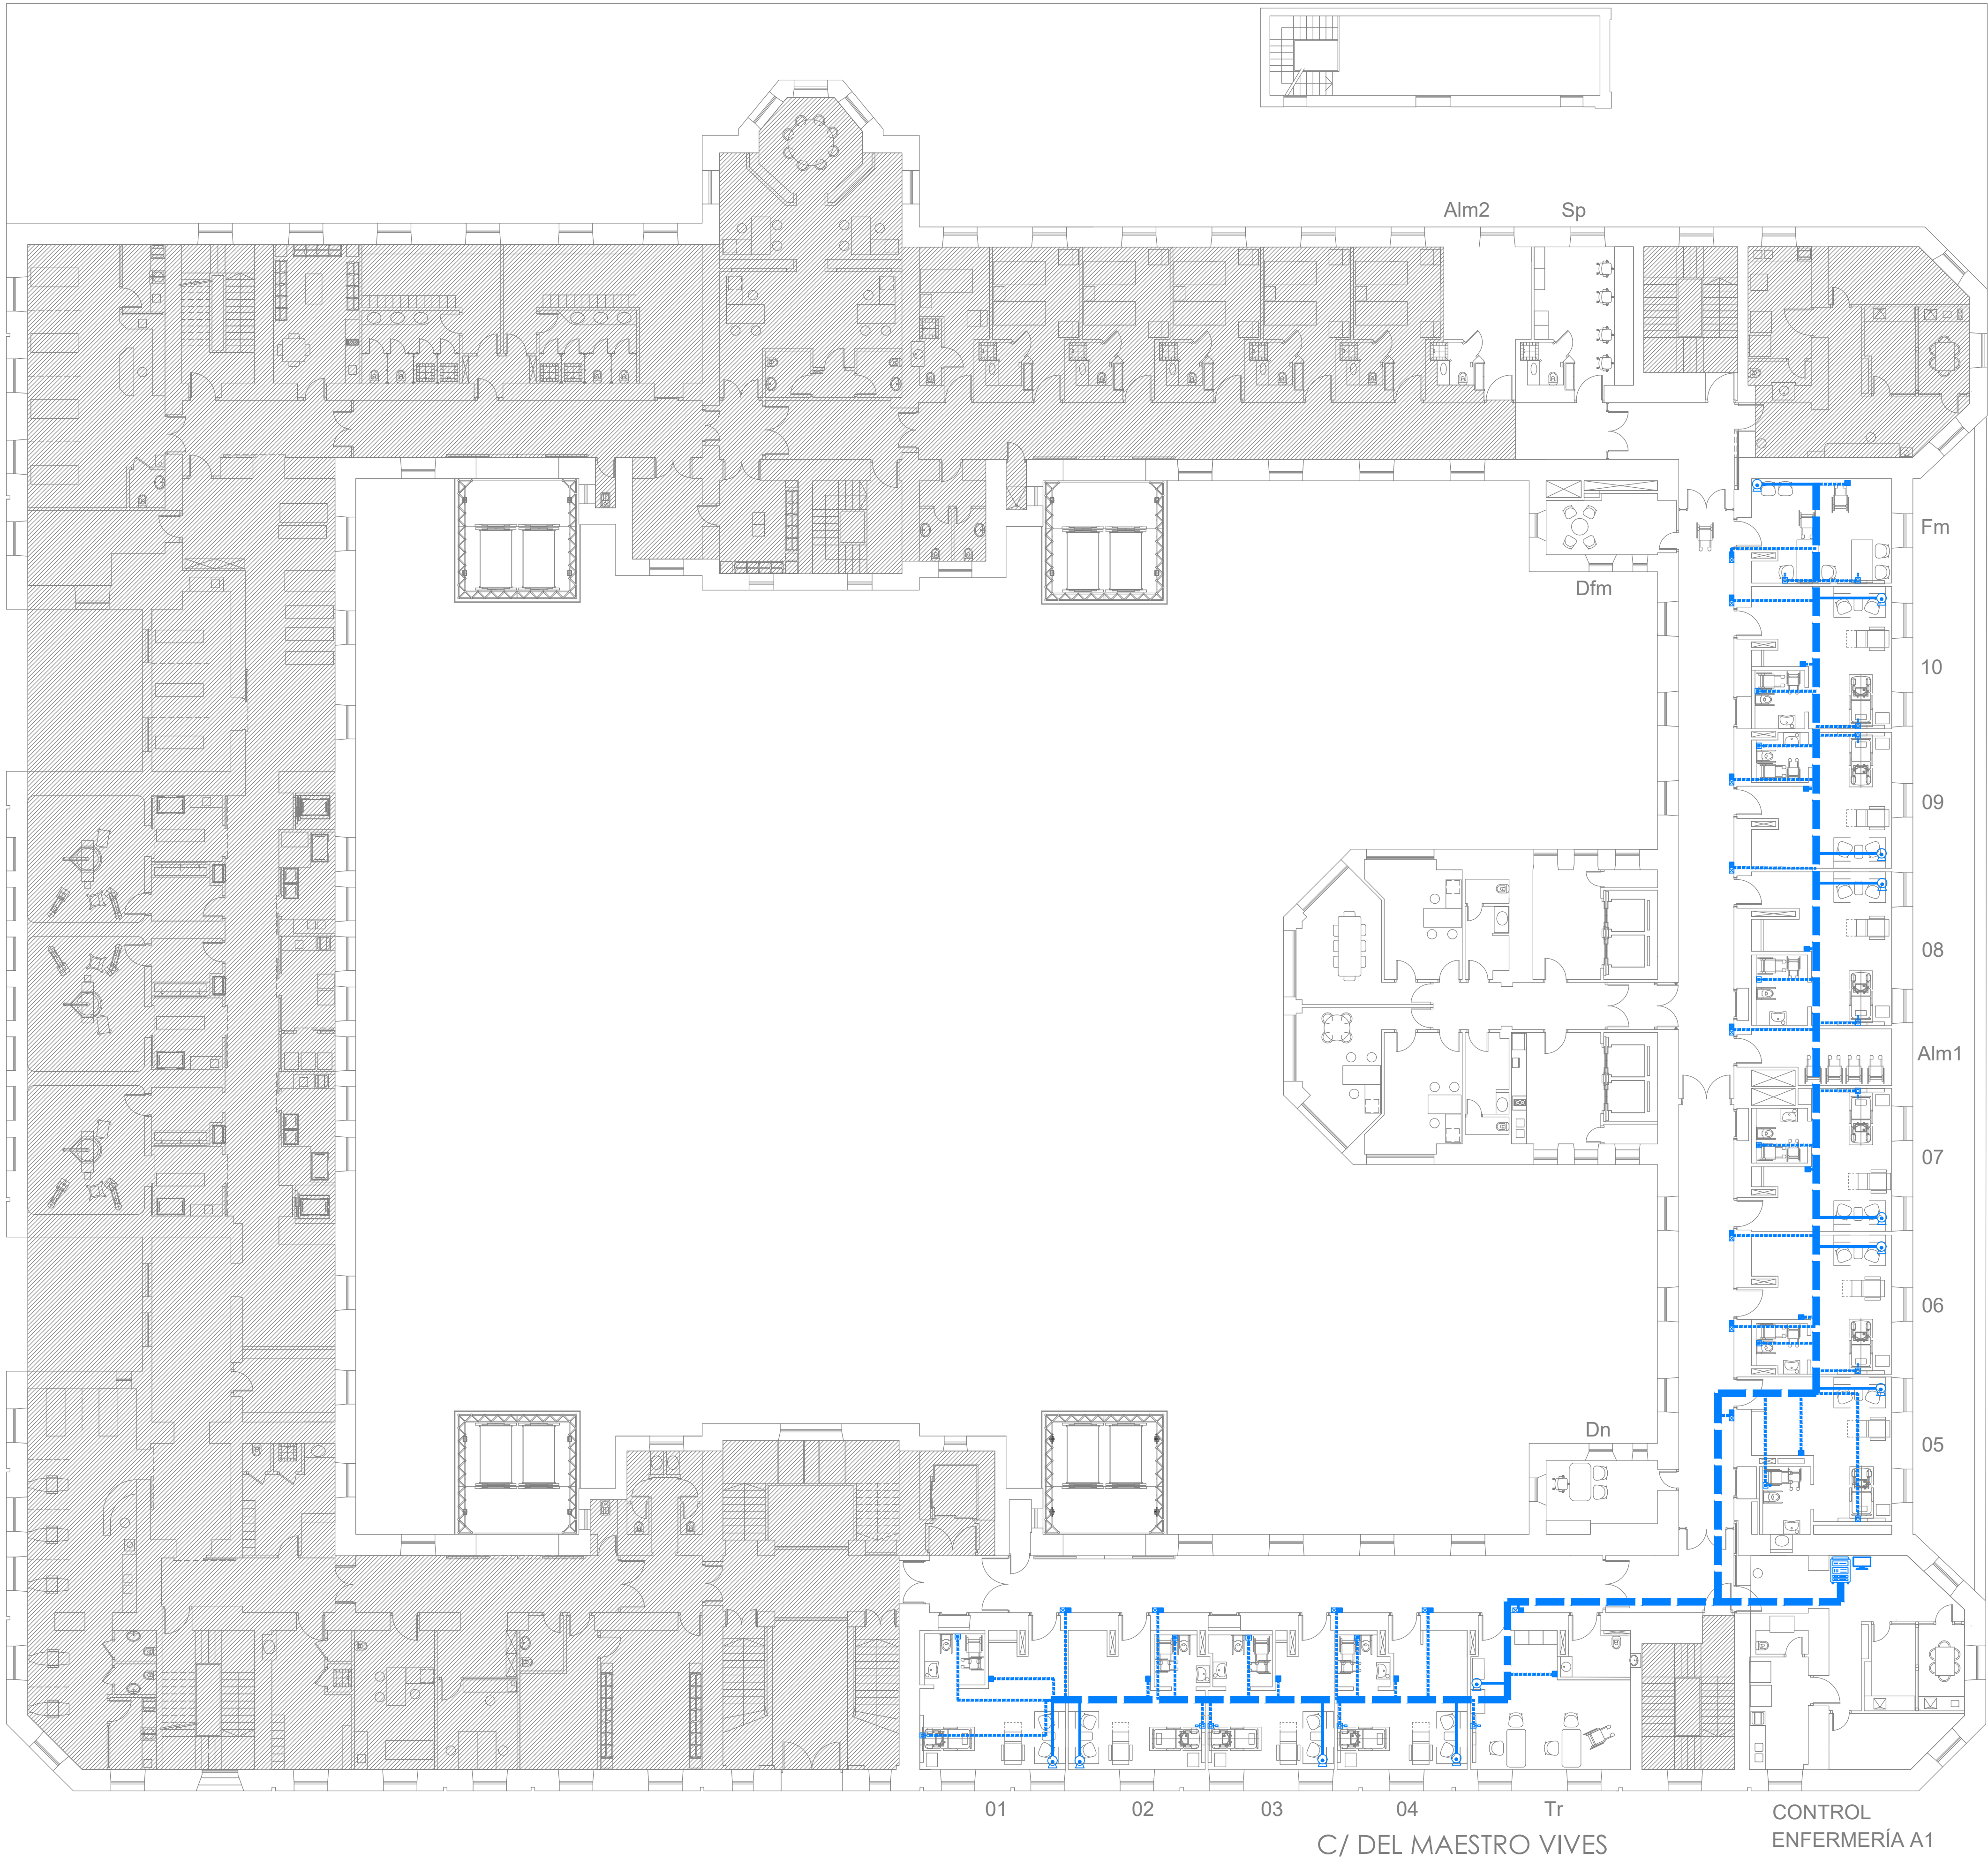 Alm2 Sp
Fm
Dfm
10
09
08
Alm1
07
06
Dn
05
01 02 03 04 Tr CONTROL
ENFERMERÍA A1
C/ DEL MAESTRO VIVES